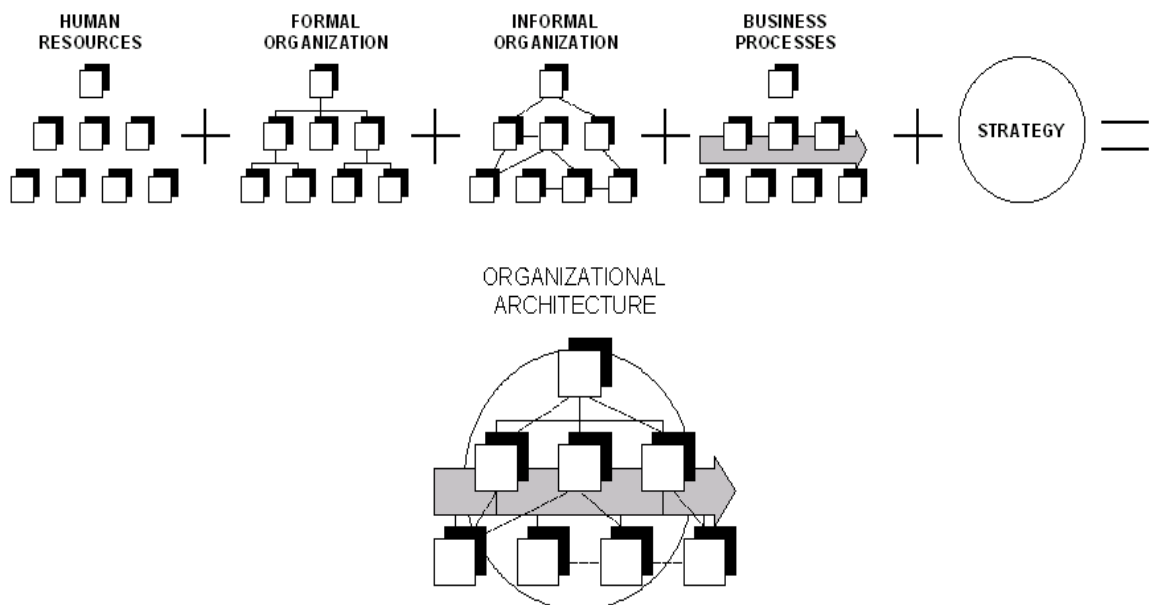 HUMAN
RESOURCES
FORMAL
ORGANIZATION
INFORMAL
ORGANIZATION
BUSINESS
PROCESSES
STRATEGY
ORGANIZATIONAL
ARCHITECTURE